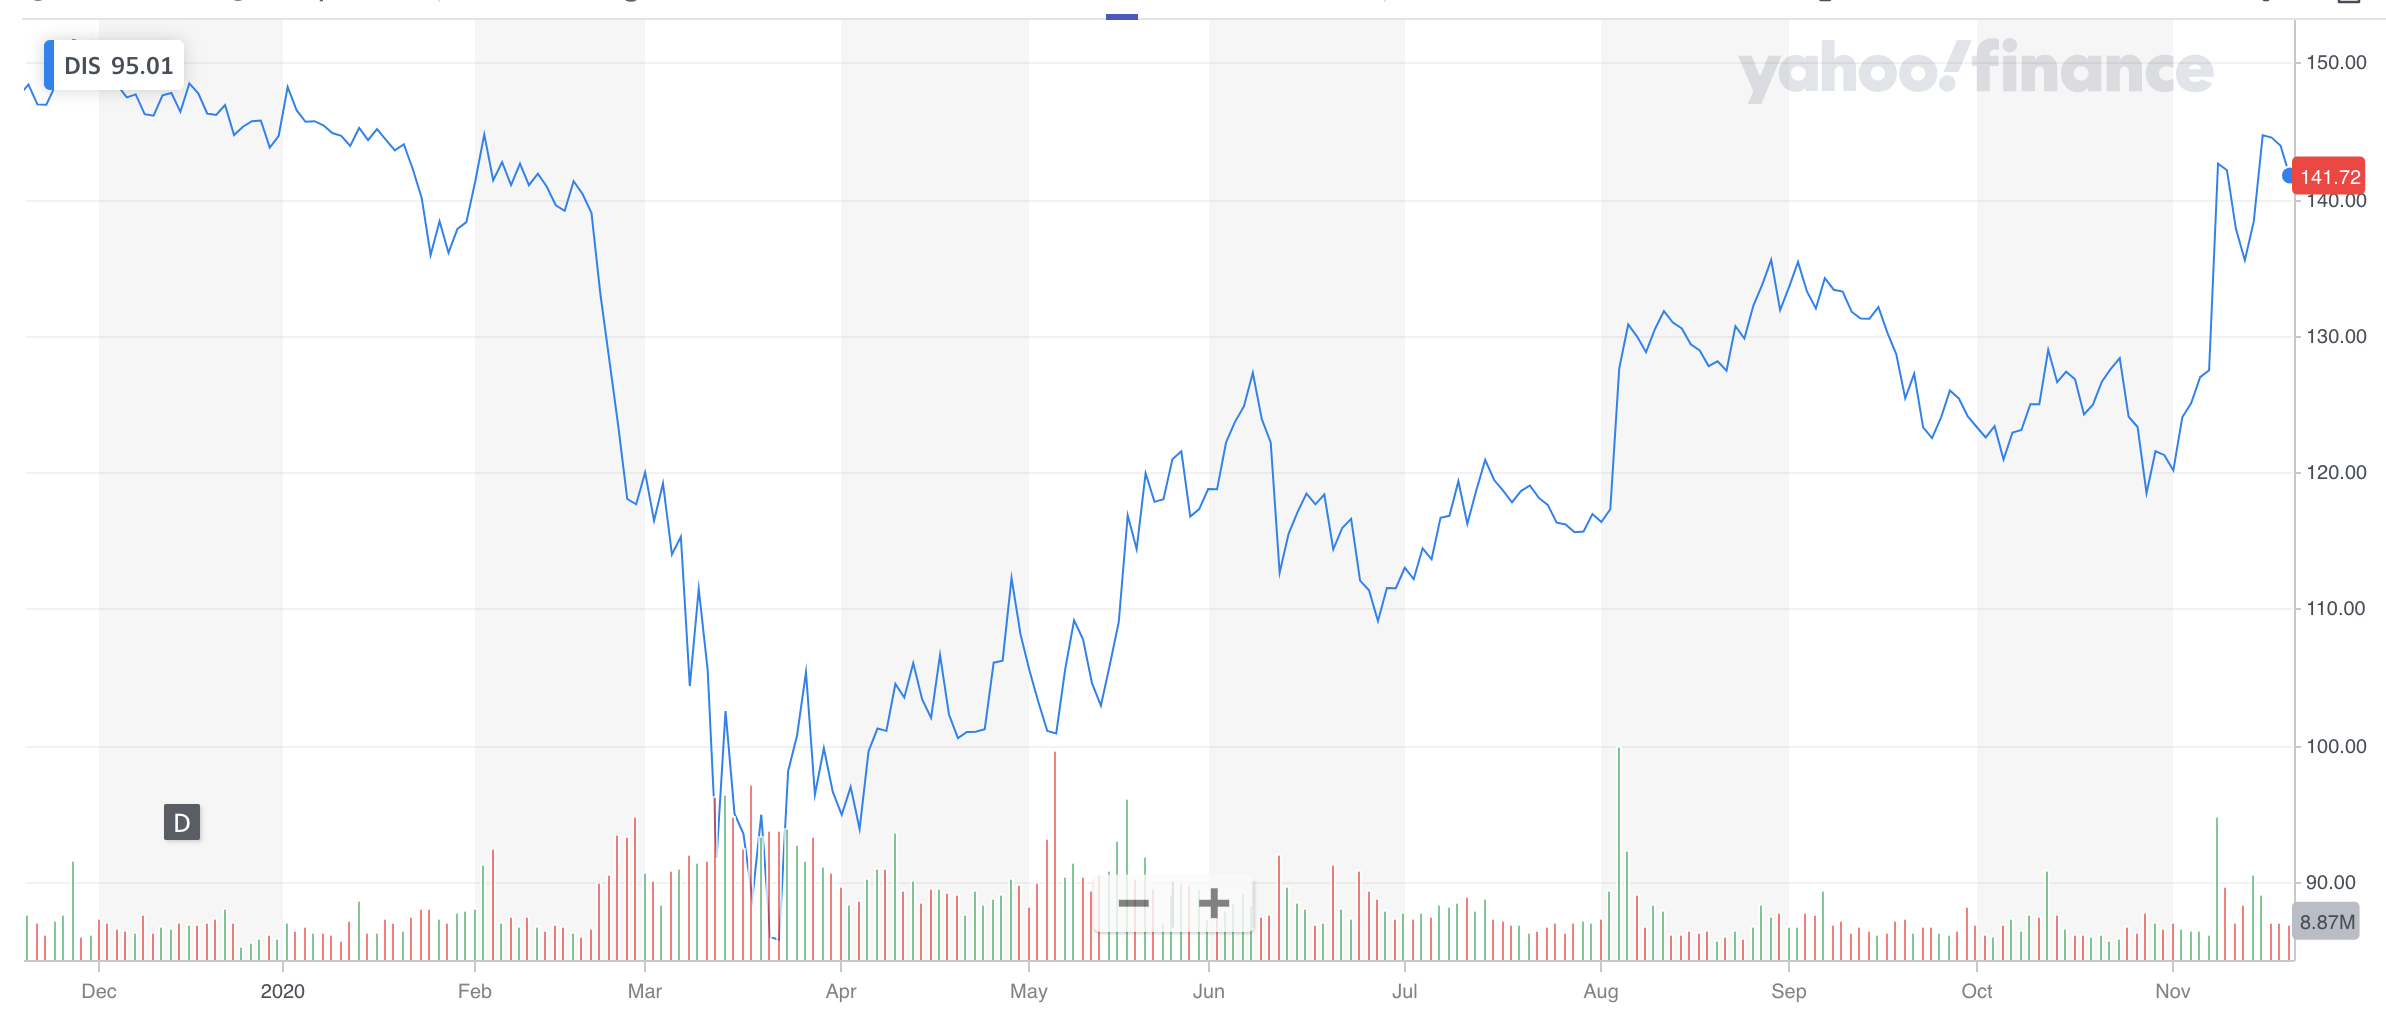 DIS 95.01
yahoo!finance
150.00
141.72
140.00
130.00
120.00
110.00
100.00
D
90.00
8.87M
Dec 2020 Feb Mar Apr May Jun Jul Aug Sep Oct Nov